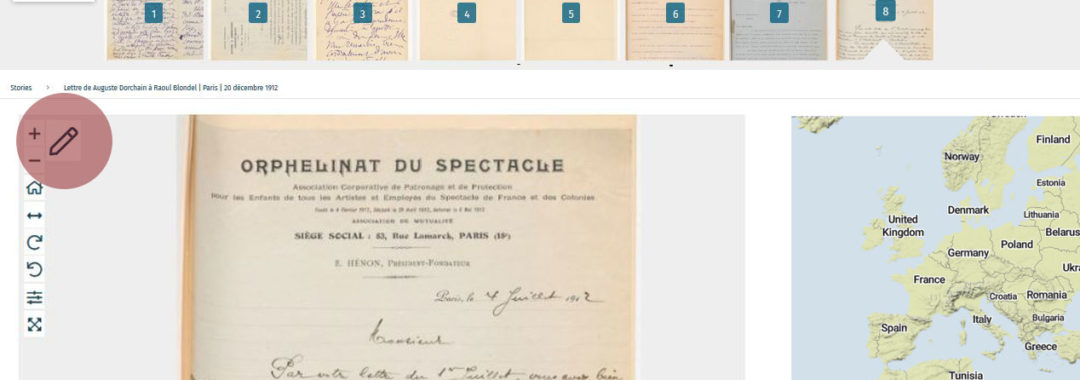 1 2 3 4 5 6 7 8
Stories > Lettre de Auguste Dorchain à Raoul Blondel | Paris | 20 décembre 1912
ORPHELINAT DU SPECTACLE
Association Corporative de Patronage et de Protection
Pour les Enfants de tous les Artistes et Employés du Spectacle de France et des Colonies
ASSOCIATION DE MUTUALITÉ
SIÈGE SOCIAL : 83, Rue Lamarck, PARIS (18e)
E. HÉNON, Président-Fondateur
Paris, le 4 Juillet 1912
Monsieur
Par votre lettre du 1er Juillet, vous avez bien
Sweden
Finland
Norway
Estonia
Denmark
Lithuania
United
Kingdom
Belarus
Poland
Germany
Ukra
France
Croatia
Romania
Italy
Bulgaria
Spain
Greece
Tunisia